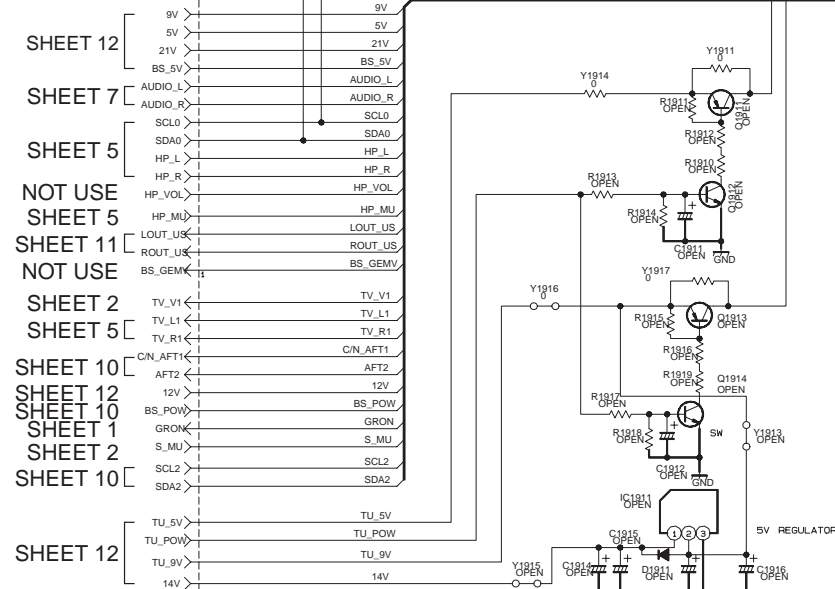 SHEET 12
9V
5V
21V
BS_5V
9V
5V
21V
BS_5V
SHEET 7
AUDIO_L
AUDIO_R
AUDIO_L
AUDIO_R
SHEET 5
SCL0
SDA0
HP_L
HP_R
SCL0
SDA0
HP_L
HP_R
NOT USE
HP_VOL
HP_VOL
SHEET 5
HP_MU
HP_MU
SHEET 11
LOUT_US
ROUT_US
LOUT_US
ROUT_US
NOT USE
BS_GEMV
BS_GEMV
1
SHEET 2
TV_V1
TV_V1
SHEET 5
TV_L1
TV_R1
TV_L1
TV_R1
SHEET 10
C/N_AFT1
AFT2
C/N_AFT1
AFT2
SHEET 12
12V
12V
SHEET 10
BS_POW
BS_POW
SHEET 1
GRON
GRON
SHEET 2
S_MU
S_MU
SHEET 10
SCL2
SDA2
SCL2
SDA2
SHEET 12
TU_5V
TU_POW
TU_9V
14V
TU_5V
TU_POW
TU_9V
14V
Y1911
0
Y1914
0
R1911
OPEN
Q1911
OPEN
R1912
OPEN
R1910
OPEN
R1913
OPEN
Q1912
OPEN
R1914
OPEN
+
C1911
OPEN
GND
Y1917
0
Y1916
0
R1915
OPEN
Q1913
OPEN
R1916
OPEN
R1919
OPEN
Q1914
OPEN
R1917
OPEN
SW
R1918
OPEN
+
C1912
OPEN
GND
Y1913
OPEN
IC1911
OPEN
1 2 3
5V REGULATOR
C1915
OPEN
Y1915
OPEN
C1914
OPEN
+
+
D1911
OPEN
+
+
C1916
OPEN